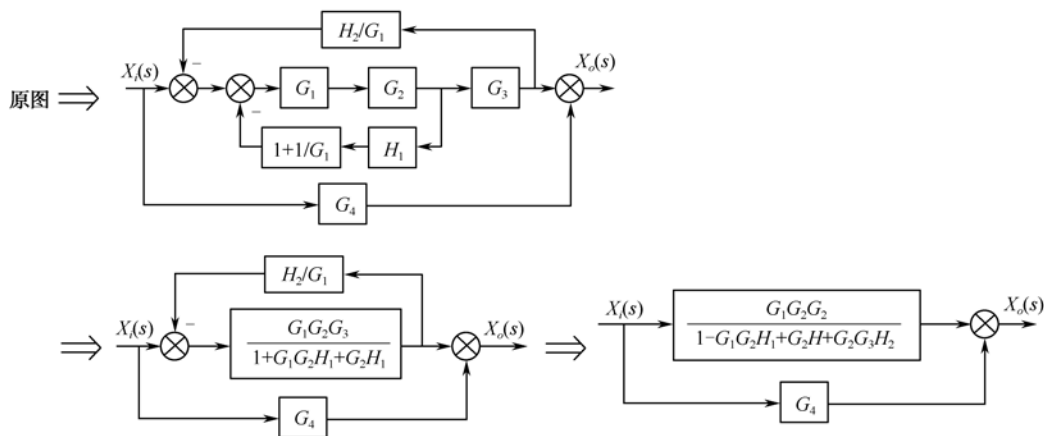 H₂/G₁
Xᵢ(s) − Xₒ(s)
原图 ⇒ − G₁ G₂ G₃
1+1/G₁ H₁
G₄
H₂/G₁
Xᵢ(s) − G₁G₂G₃ Xₒ(s)
⇒ 1+G₁G₂H₁+G₂H₁
G₄
Xᵢ(s) G₁G₂G₂ Xₒ(s)
⇒ 1−G₁G₂H₁+G₂H+G₂G₃H₂
G₄